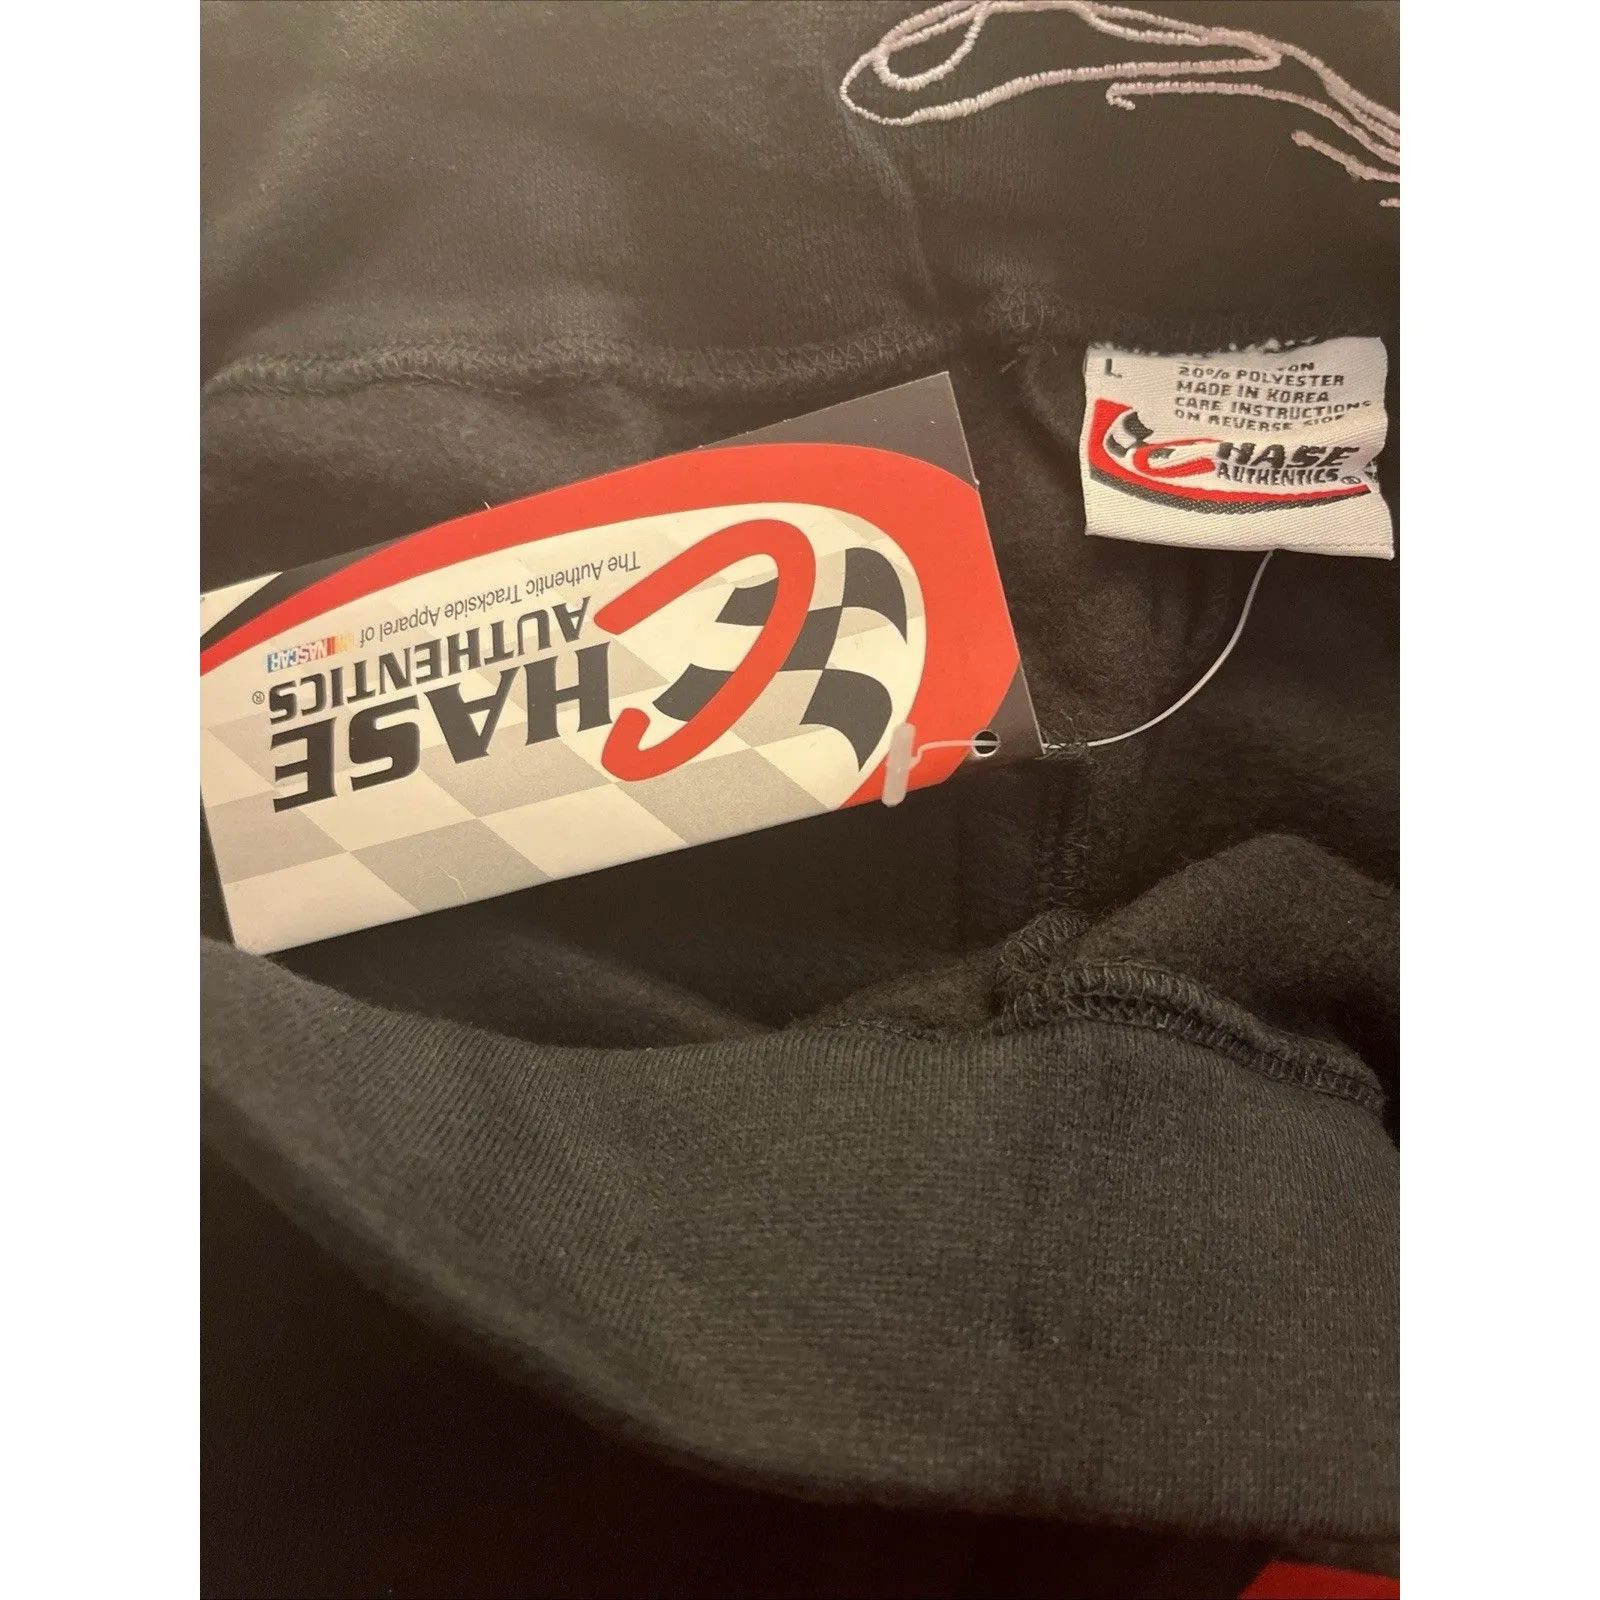 CHASE
AUTHENTICS®
The Authentic Trackside Apparel of NASCAR
L
20% POLYESTER
MADE IN KOREA
CARE INSTRUCTIONS
ON REVERSE SIDE
CHASE
AUTHENTICS®